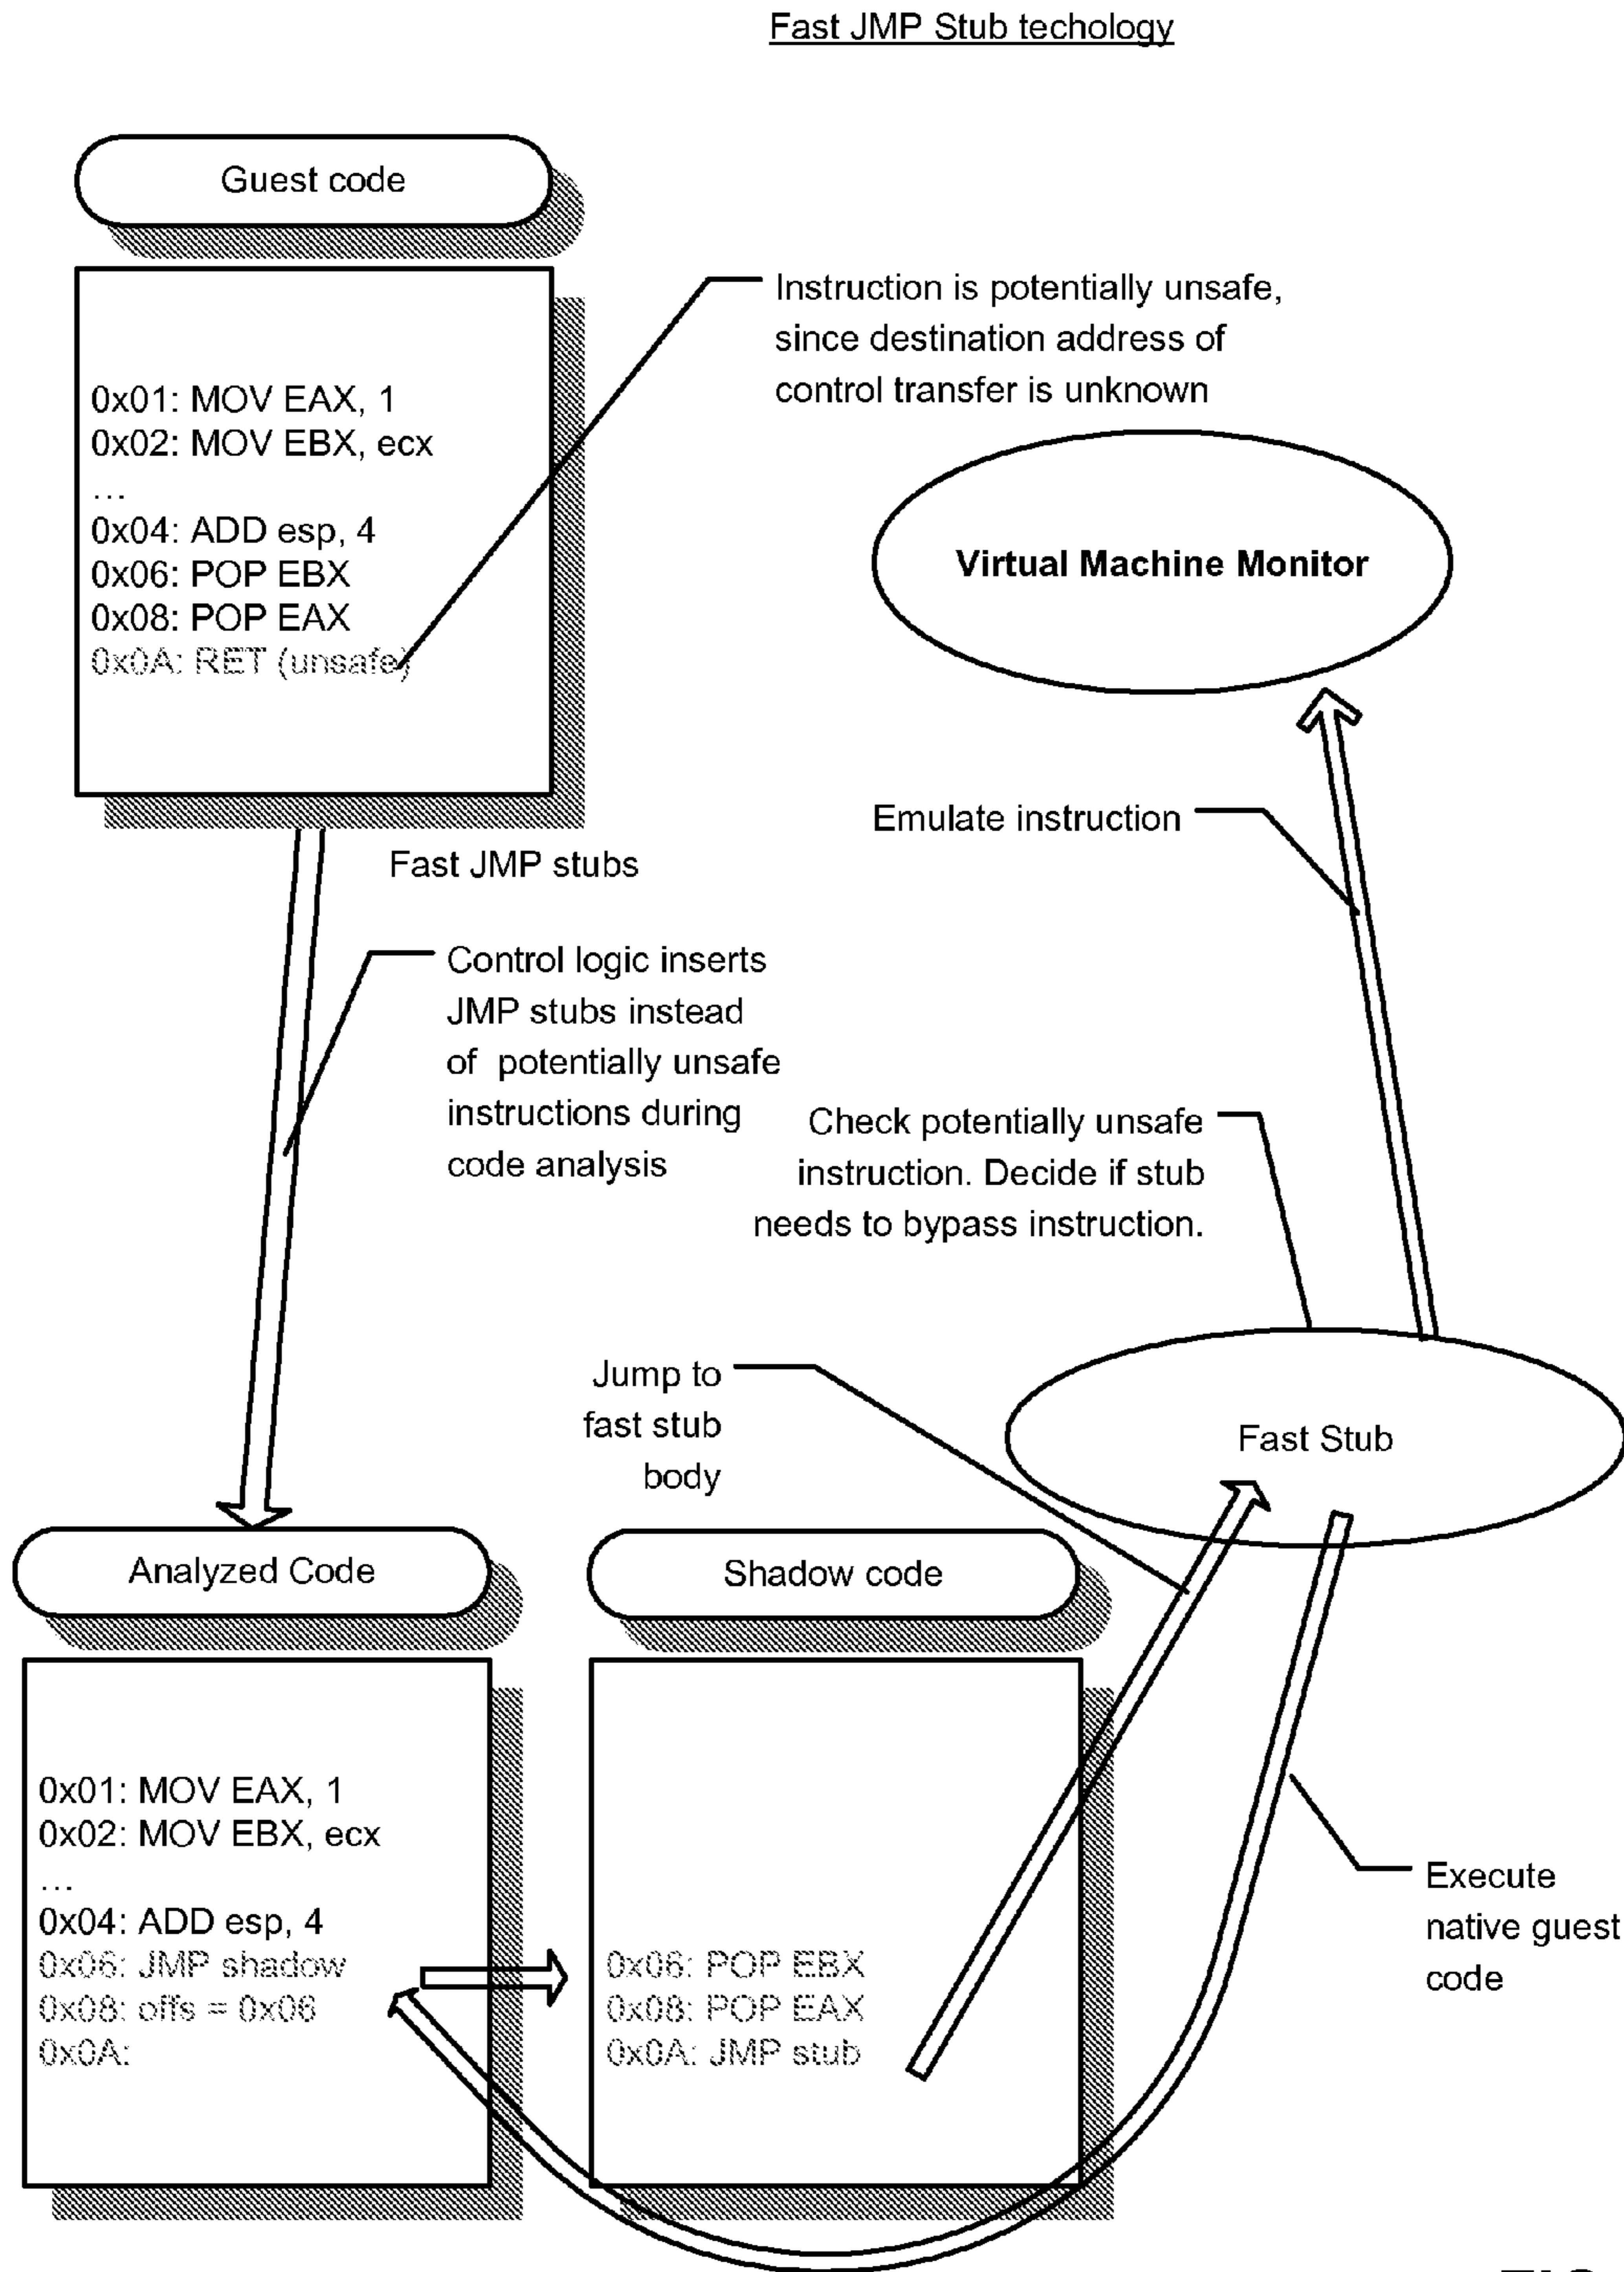 Fast JMP Stub techology
Guest code
0x01: MOV EAX, 1
0x02: MOV EBX, ecx
...
0x04: ADD esp, 4
0x06: POP EBX
0x08: POP EAX
0x0A: RET (unsafe)
Instruction is potentially unsafe,
since destination address of
control transfer is unknown
Virtual Machine Monitor
Emulate instruction
Fast JMP stubs
Control logic inserts
JMP stubs instead
of potentially unsafe
instructions during
code analysis
Check potentially unsafe
instruction. Decide if stub
needs to bypass instruction.
Jump to
fast stub
body
Fast Stub
Analyzed Code
0x01: MOV EAX, 1
0x02: MOV EBX, ecx
...
0x04: ADD esp, 4
0x06: JMP shadow
0x08: offs = 0x06
0x0A:
Shadow code
0x06: POP EBX
0x08: POP EAX
0x0A: JMP stub
Execute
native guest
code